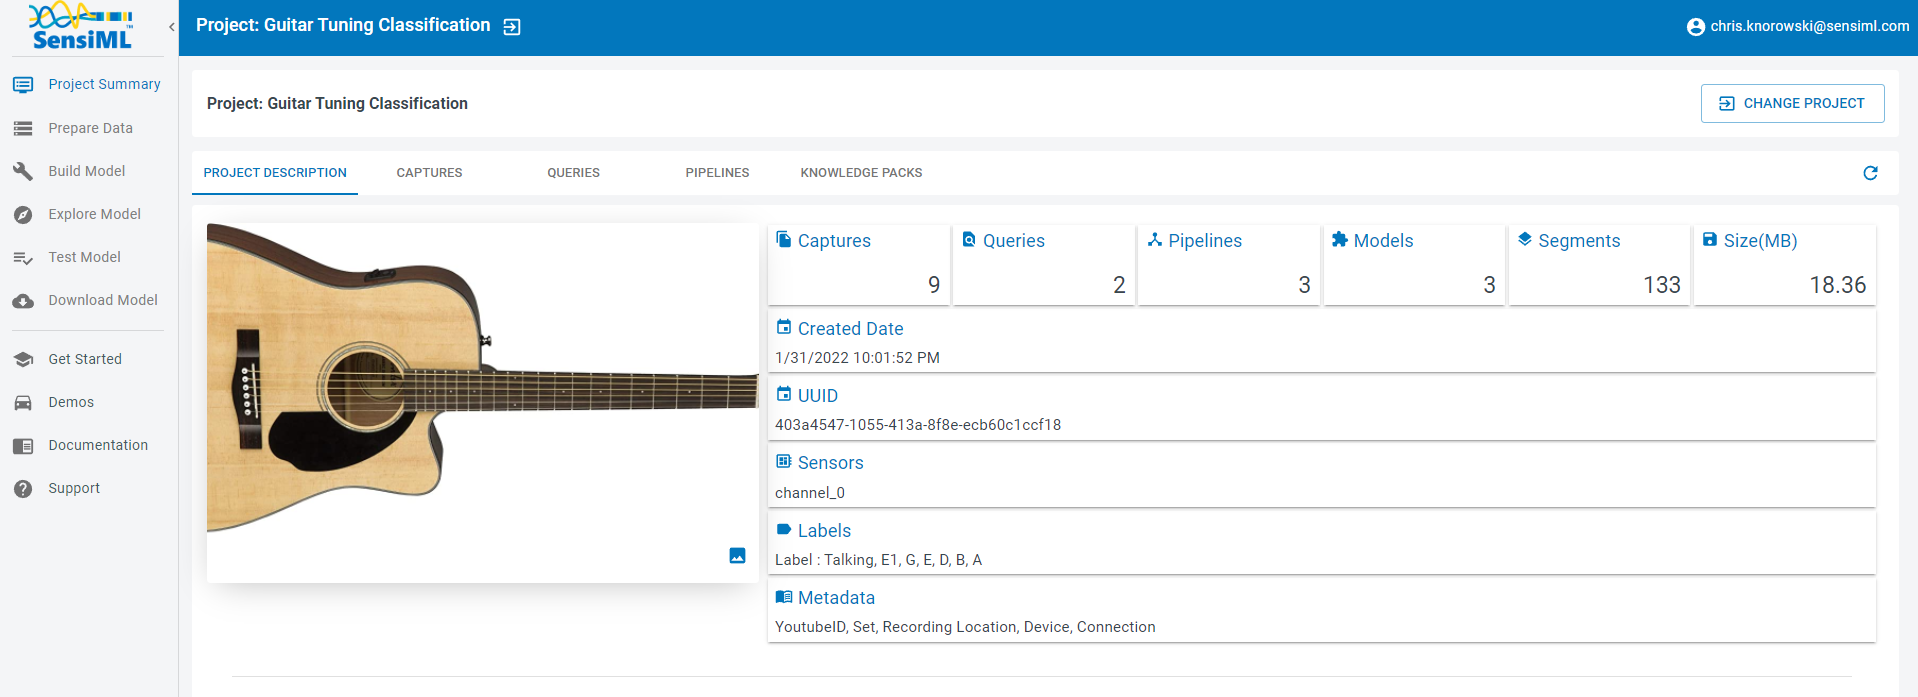 SensiML™
Project: Guitar Tuning Classification
chris.knorowski@sensiml.com
Project Summary
Prepare Data
Build Model
Explore Model
Test Model
Download Model
Get Started
Demos
Documentation
Support
Project: Guitar Tuning Classification
CHANGE PROJECT
PROJECT DESCRIPTION CAPTURES QUERIES PIPELINES KNOWLEDGE PACKS
Captures Queries Pipelines Models Segments Size(MB)
9 2 3 3 133 18.36
Created Date
1/31/2022 10:01:52 PM
UUID
403a4547-1055-413a-8f8e-ecb60c1ccf18
Sensors
channel_0
Labels
Label : Talking, E1, G, E, D, B, A
Metadata
YoutubeID, Set, Recording Location, Device, Connection